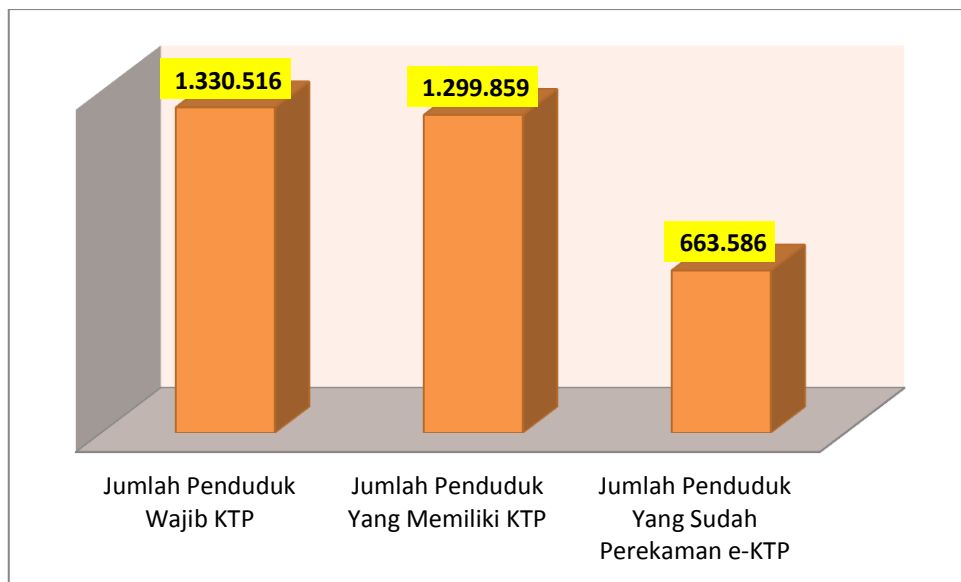 1.330.516
1.299.859
663.586
Jumlah Penduduk
Wajib KTP
Jumlah Penduduk
Yang Memiliki KTP
Jumlah Penduduk
Yang Sudah
Perekaman e-KTP